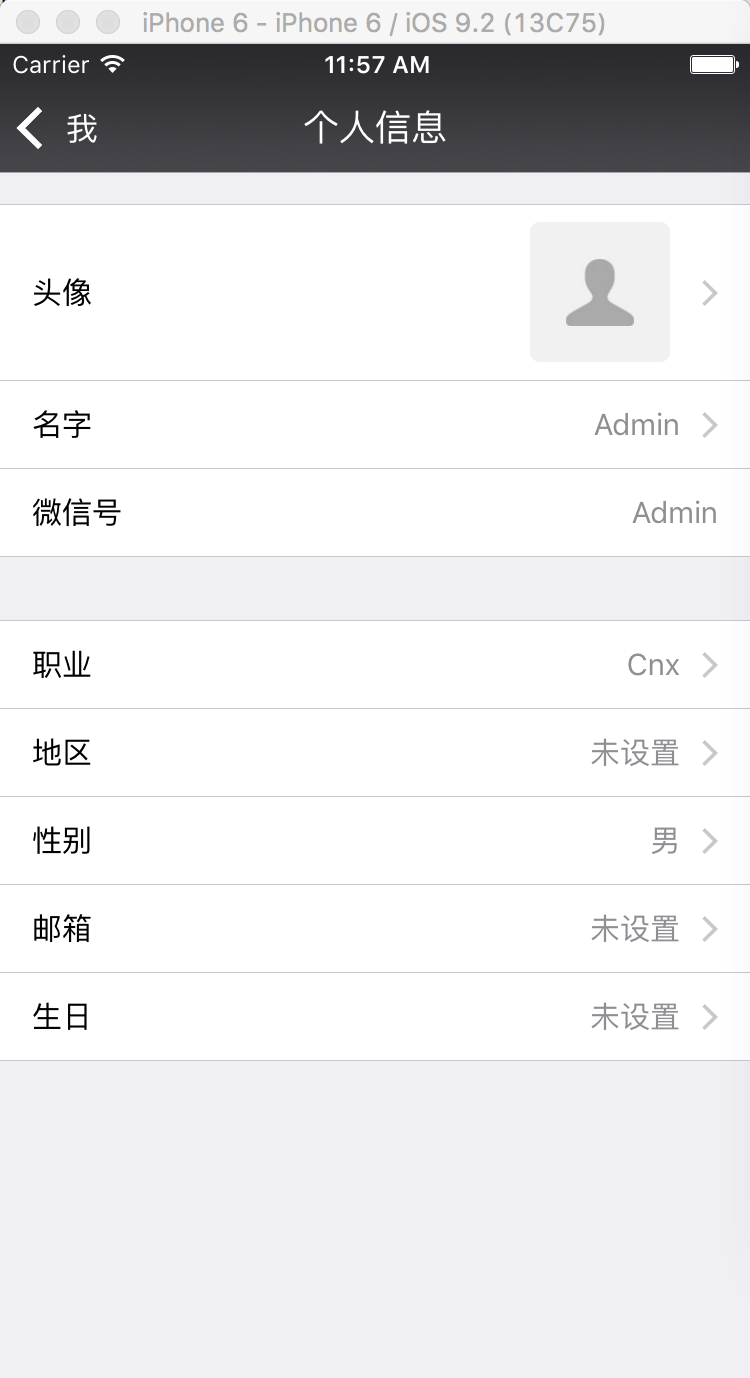 iPhone 6 - iPhone 6 / iOS 9.2 (13C75)
Carrier 11:57 AM
我 个人信息
头像
名字 Admin
微信号 Admin
职业 Cnx
地区 未设置
性别 男
邮箱 未设置
生日 未设置